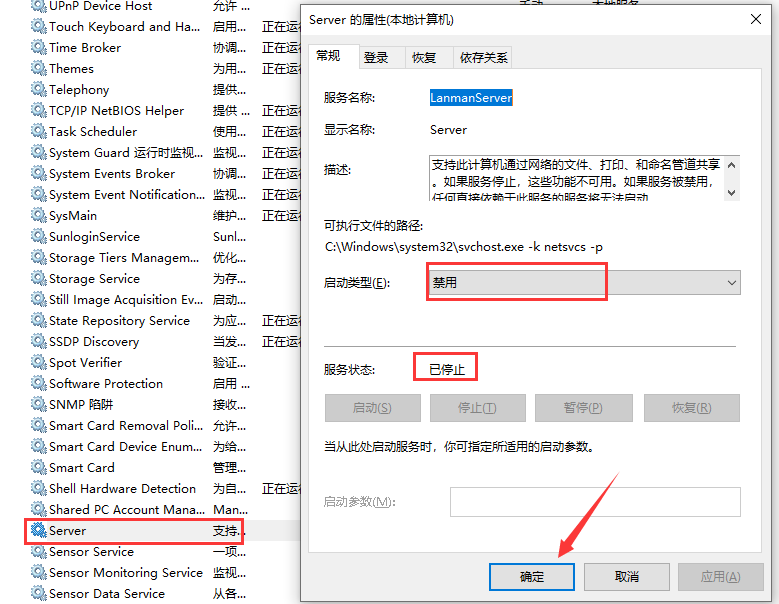 UPnP Device Host 允许 ...
Touch Keyboard and Ha... 启用... 正在运
Time Broker 协调... 正在运
Themes 为用... 正在运
Telephony 提供...
TCP/IP NetBIOS Helper 提供 ... 正在运
Task Scheduler 使用... 正在运
System Guard 运行时监视... 监视... 正在运
System Events Broker 协调... 正在运
System Event Notification... 监视... 正在运
SysMain 维护... 正在运
SunloginService Sunl...
Storage Tiers Managem... 优化...
Storage Service 为存...
Still Image Acquisition Ev... 启动...
State Repository Service 为应... 正在运
SSDP Discovery 当发... 正在运
Spot Verifier 验证...
Software Protection 启用 ...
SNMP 陷阱 接收...
Smart Card Removal Poli... 允许...
Smart Card Device Enum... 为给...
Smart Card 管理...
Shell Hardware Detection 为自... 正在运
Shared PC Account Mana... Man...
Server 支持...
Sensor Service 一项...
Sensor Monitoring Service 监视...
Sensor Data Service 从各...
Server 的属性(本地计算机)
常规 登录 恢复 依存关系
服务名称: LanmanServer
显示名称: Server
描述: 支持此计算机通过网络的文件、打印、和命名管道共享
。如果服务停止，这些功能不可用。如果服务被禁用，
任何直接依赖于此服务的服务将无法启动
可执行文件的路径:
C:\Windows\system32\svchost.exe -k netsvcs -p
启动类型(E): 禁用
服务状态: 已停止
启动(S) 停止(T) 暂停(P) 恢复(R)
当从此处启动服务时，你可指定所适用的启动参数。
启动参数(M):
确定 取消 应用(A)